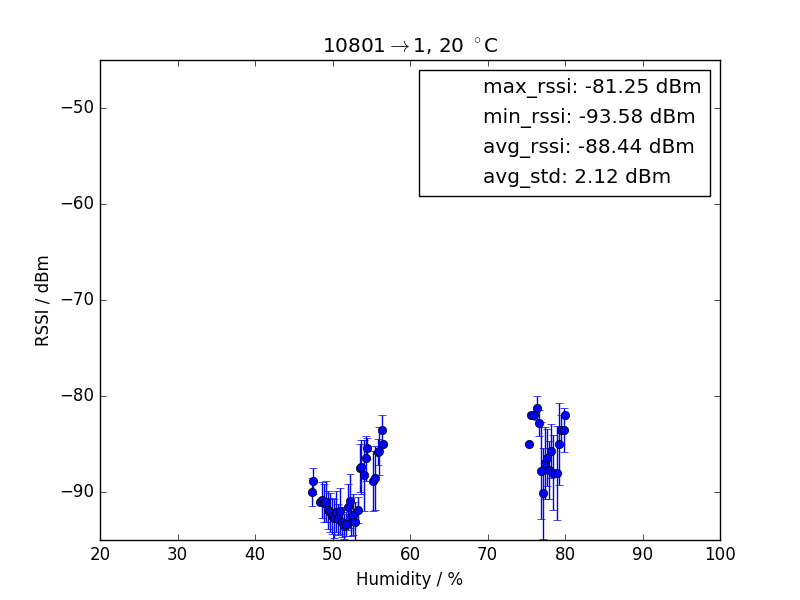 10801→1, 20 °C
max_rssi: -81.25 dBm
min_rssi: -93.58 dBm
avg_rssi: -88.44 dBm
avg_std: 2.12 dBm
RSSI / dBm
−50
−60
−70
−80
−90
20 30 40 50 60 70 80 90 100
Humidity / %